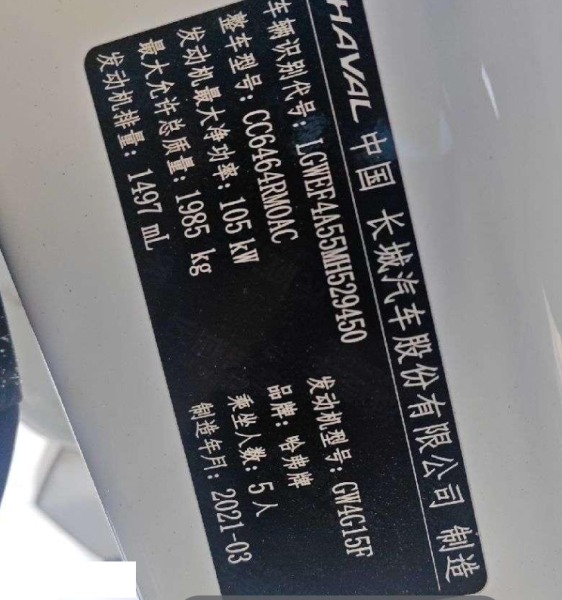 HAVAL 中国 长城汽车股份有限公司 制造
车辆识别代号: LGWEF4A55MH529450
整车型号: CC6464RM0AC 发动机型号: GW4G15F
发动机最大净功率: 105 kW 品牌: 哈弗牌
最大允许总质量: 1985 kg 乘坐人数: 5 人
发动机排量: 1497 mL 制造年月: 2021-03